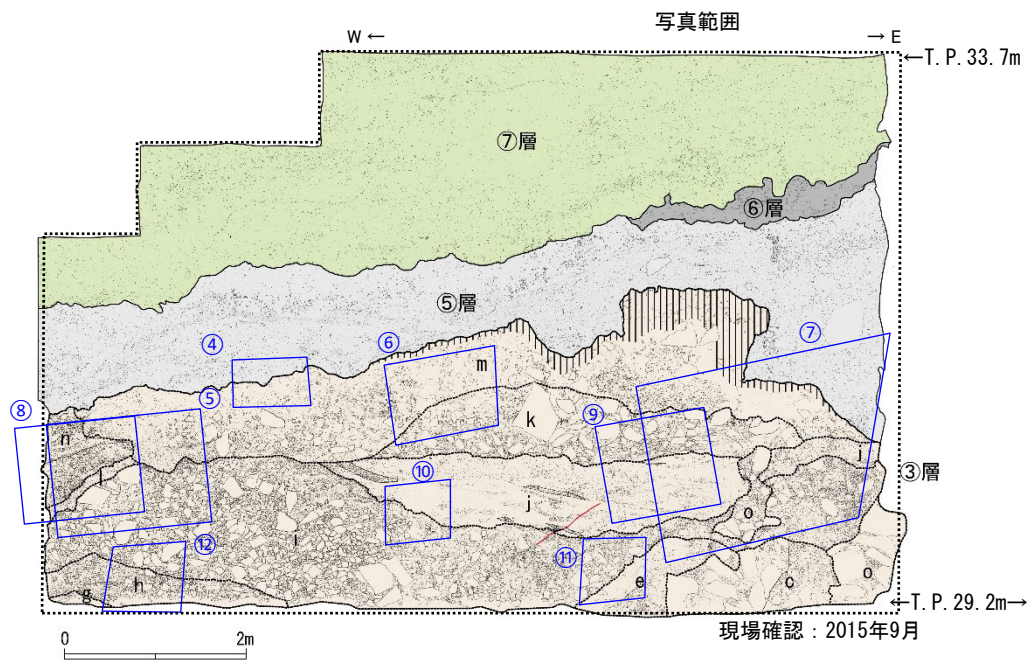 写真範囲
W ←
→ E
←T.P.33.7m
⑦層
⑥層
⑤層
⑦
④
⑥
m
l
⑤
⑧
k
⑨
n
l
j
③層
⑩
j
o
i
⑫
⑪
h
g
e
c
o
←T.P.29.2m→
現場確認：2015年9月
0
2m